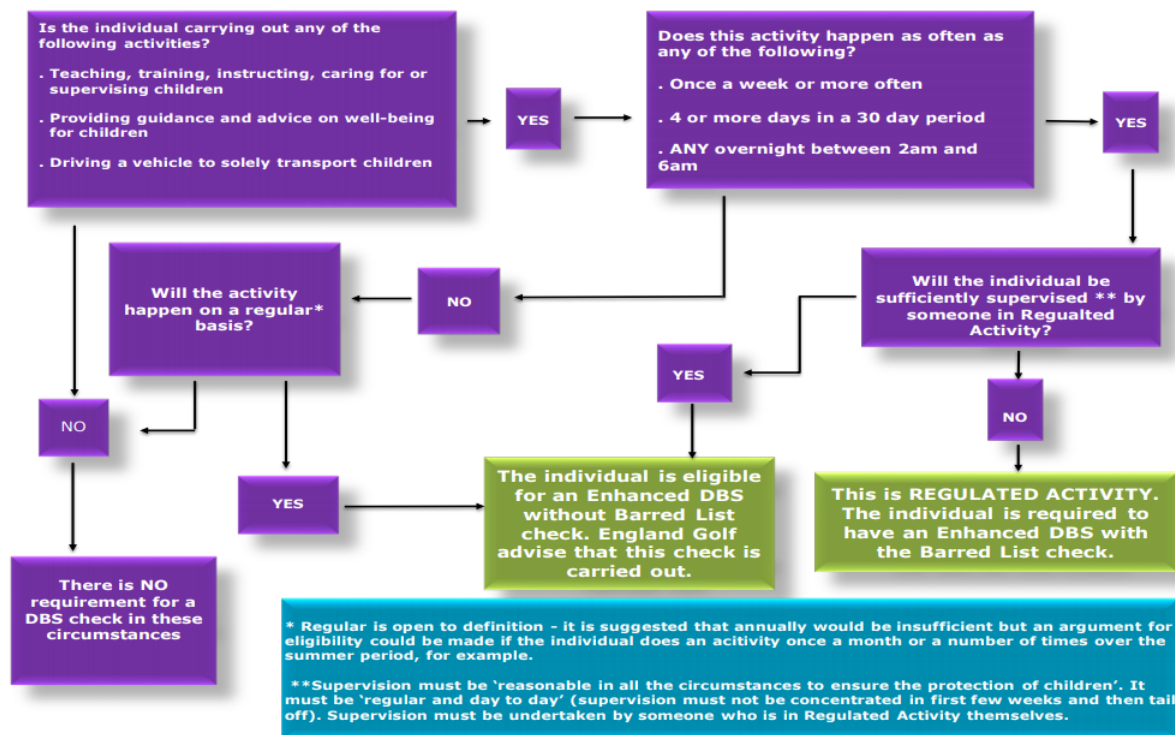 Is the individual carrying out any of the
following activities?
. Teaching, training, instructing, caring for or
supervising children
. Providing guidance and advice on well-being
for children
. Driving a vehicle to solely transport children
YES
Does this activity happen as often as
any of the following?
. Once a week or more often
. 4 or more days in a 30 day period
. ANY overnight between 2am and
6am
YES
Will the activity
happen on a regular*
basis?
NO
Will the individual be
sufficiently supervised ** by
someone in Regualted
Activity?
YES
NO
NO
YES
The individual is eligible
for an Enhanced DBS
without Barred List
check. England Golf
advise that this check is
carried out.
This is REGULATED ACTIVITY.
The individual is required to
have an Enhanced DBS with
the Barred List check.
There is NO
requirement for a
DBS check in these
circumstances
* Regular is open to definition - it is suggested that annually would be insufficient but an argument for
eligibility could be made if the individual does an acitivity once a month or a number of times over the
summer period, for example.
**Supervision must be ‘reasonable in all the circumstances to ensure the protection of children’. It
must be ‘regular and day to day’ (supervision must not be concentrated in first few weeks and then tail
off). Supervision must be undertaken by someone who is in Regulated Activity themselves.